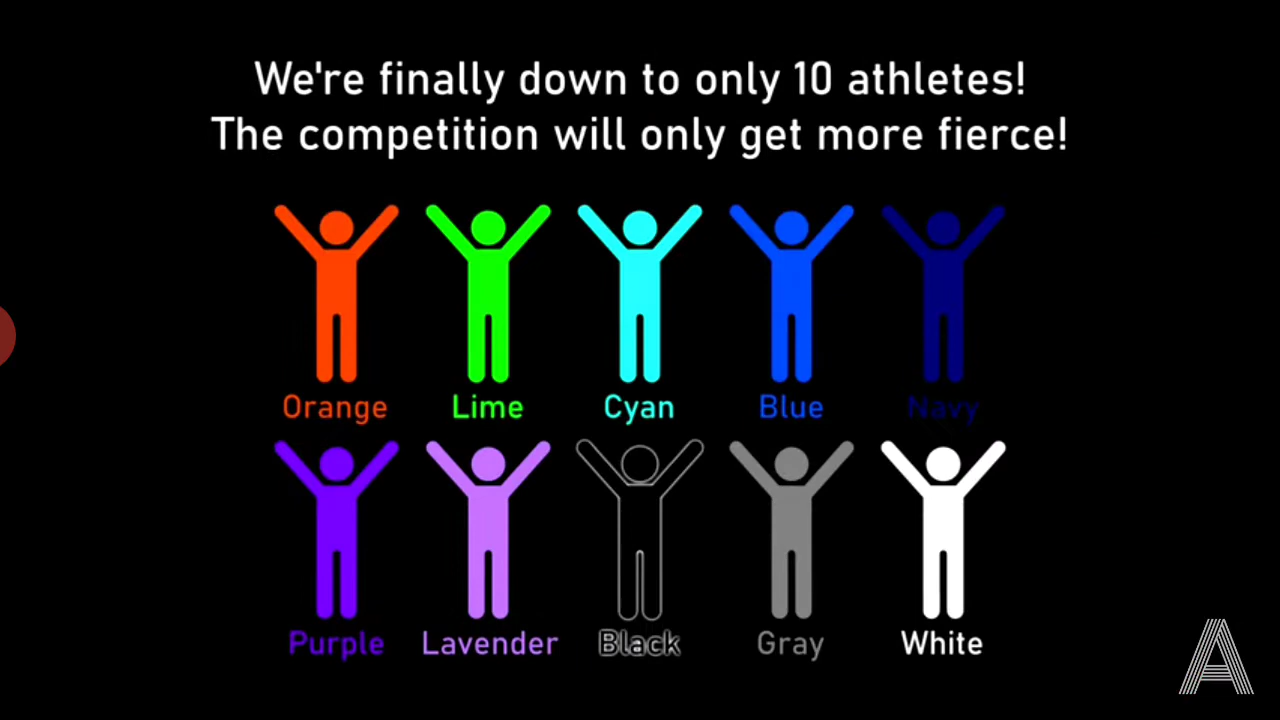 We're finally down to only 10 athletes!
The competition will only get more fierce!
Orange Lime Cyan Blue Navy
Purple Lavender Black Gray White
A